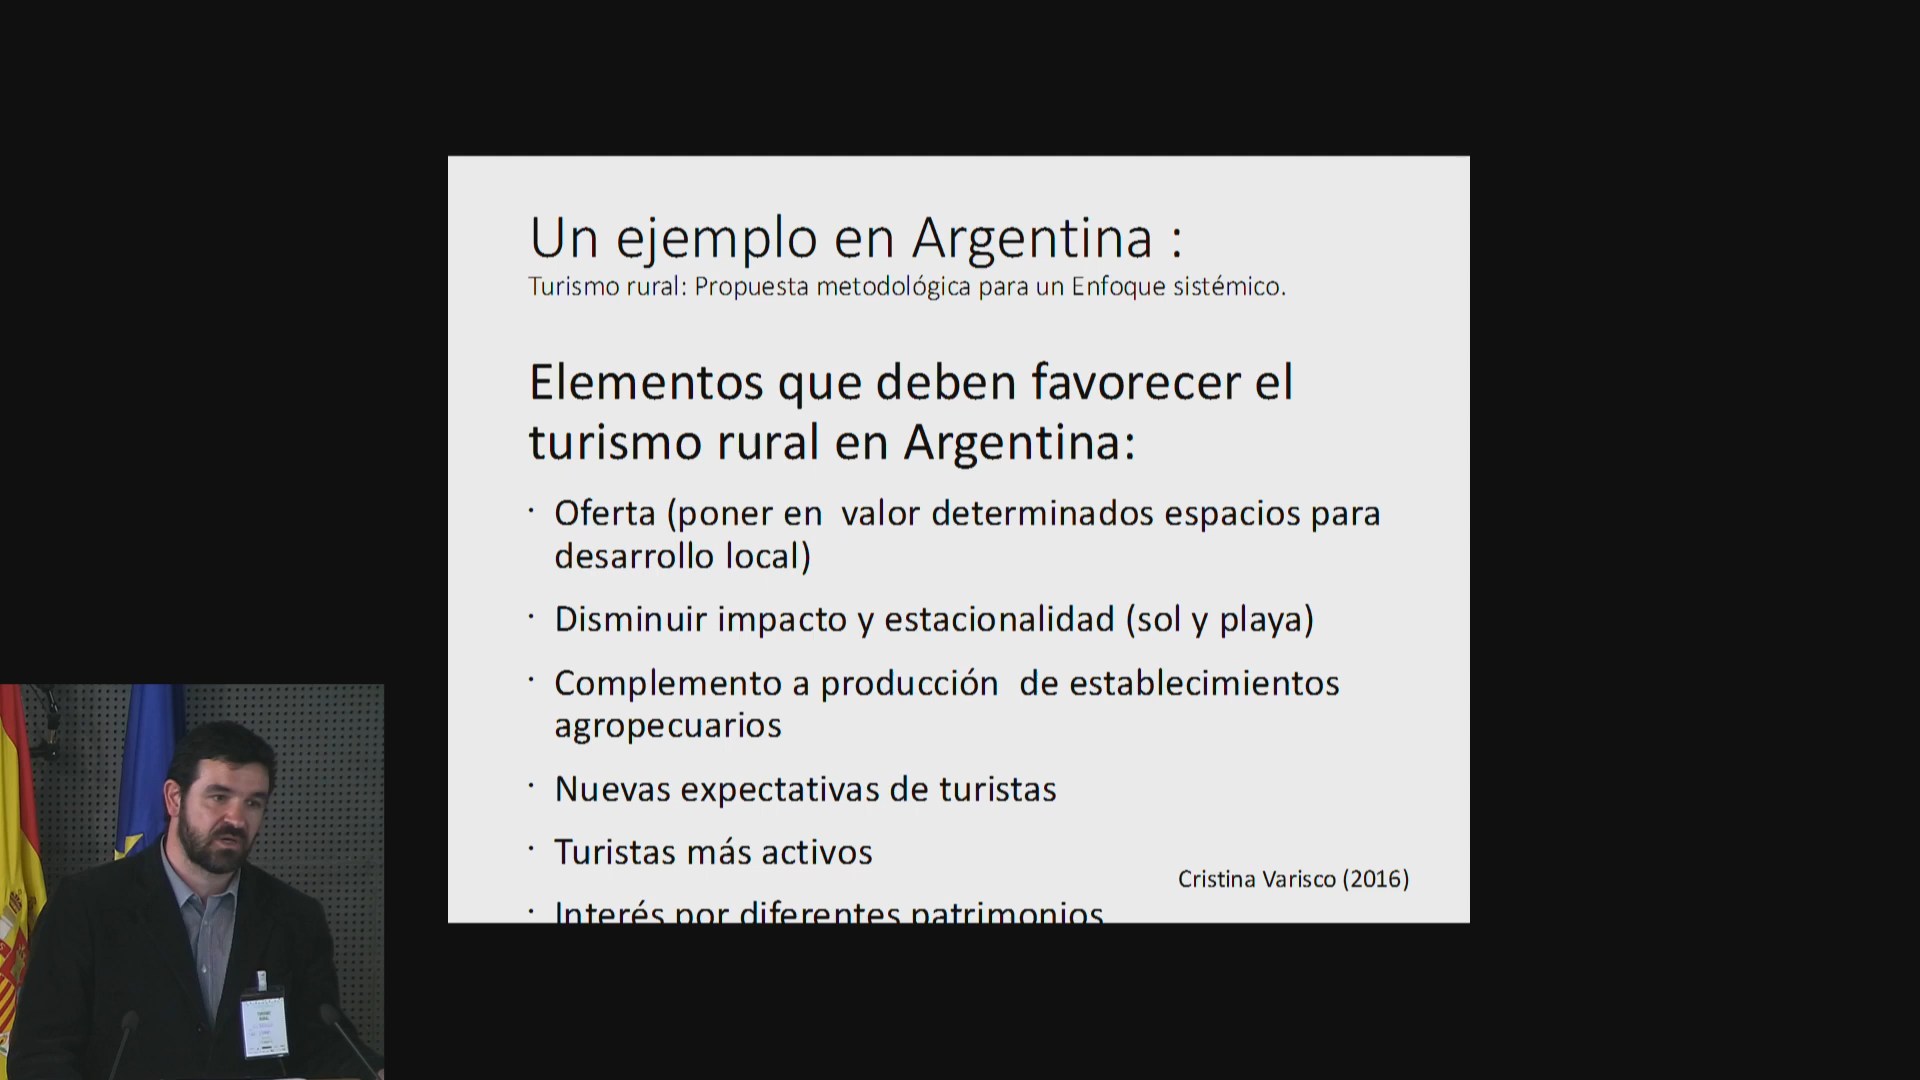 Un ejemplo en Argentina :
Turismo rural: Propuesta metodológica para un Enfoque sistémico.
Elementos que deben favorecer el
turismo rural en Argentina:
· Oferta (poner en valor determinados espacios para
desarrollo local)
· Disminuir impacto y estacionalidad (sol y playa)
· Complemento a producción de establecimientos
agropecuarios
· Nuevas expectativas de turistas
· Turistas más activos
Cristina Varisco (2016)
· Interés por diferentes patrimonios